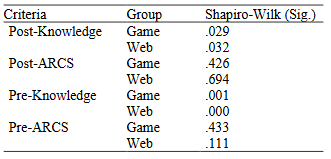 Criteria Group Shapiro-Wilk (Sig.)
Post-Knowledge Game .029
Web .032
Post-ARCS Game .426
Web .694
Pre-Knowledge Game .001
Web .000
Pre-ARCS Game .433
Web .111